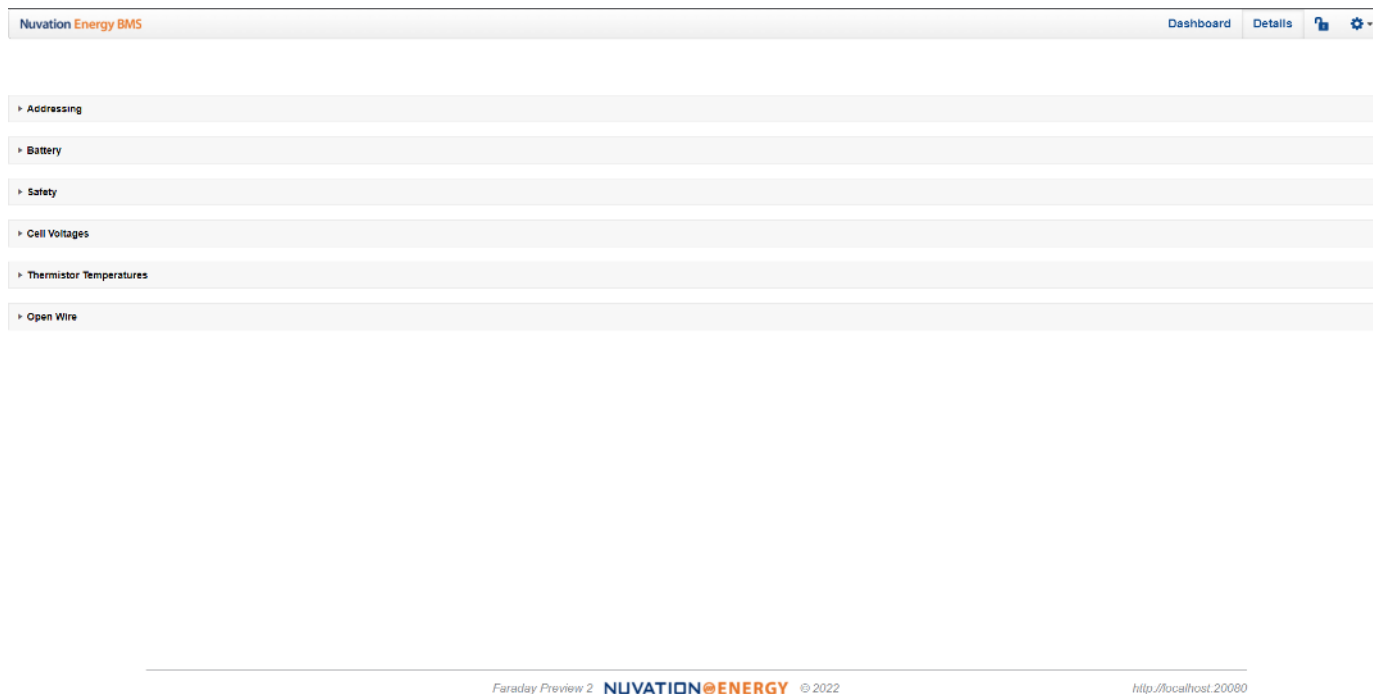 Nuvation Energy BMS
Dashboard Details
Addressing
Battery
Safety
Cell Voltages
Thermistor Temperatures
Open Wire
Faraday Preview 2 NUVATION ENERGY © 2022 http://localhost:20080